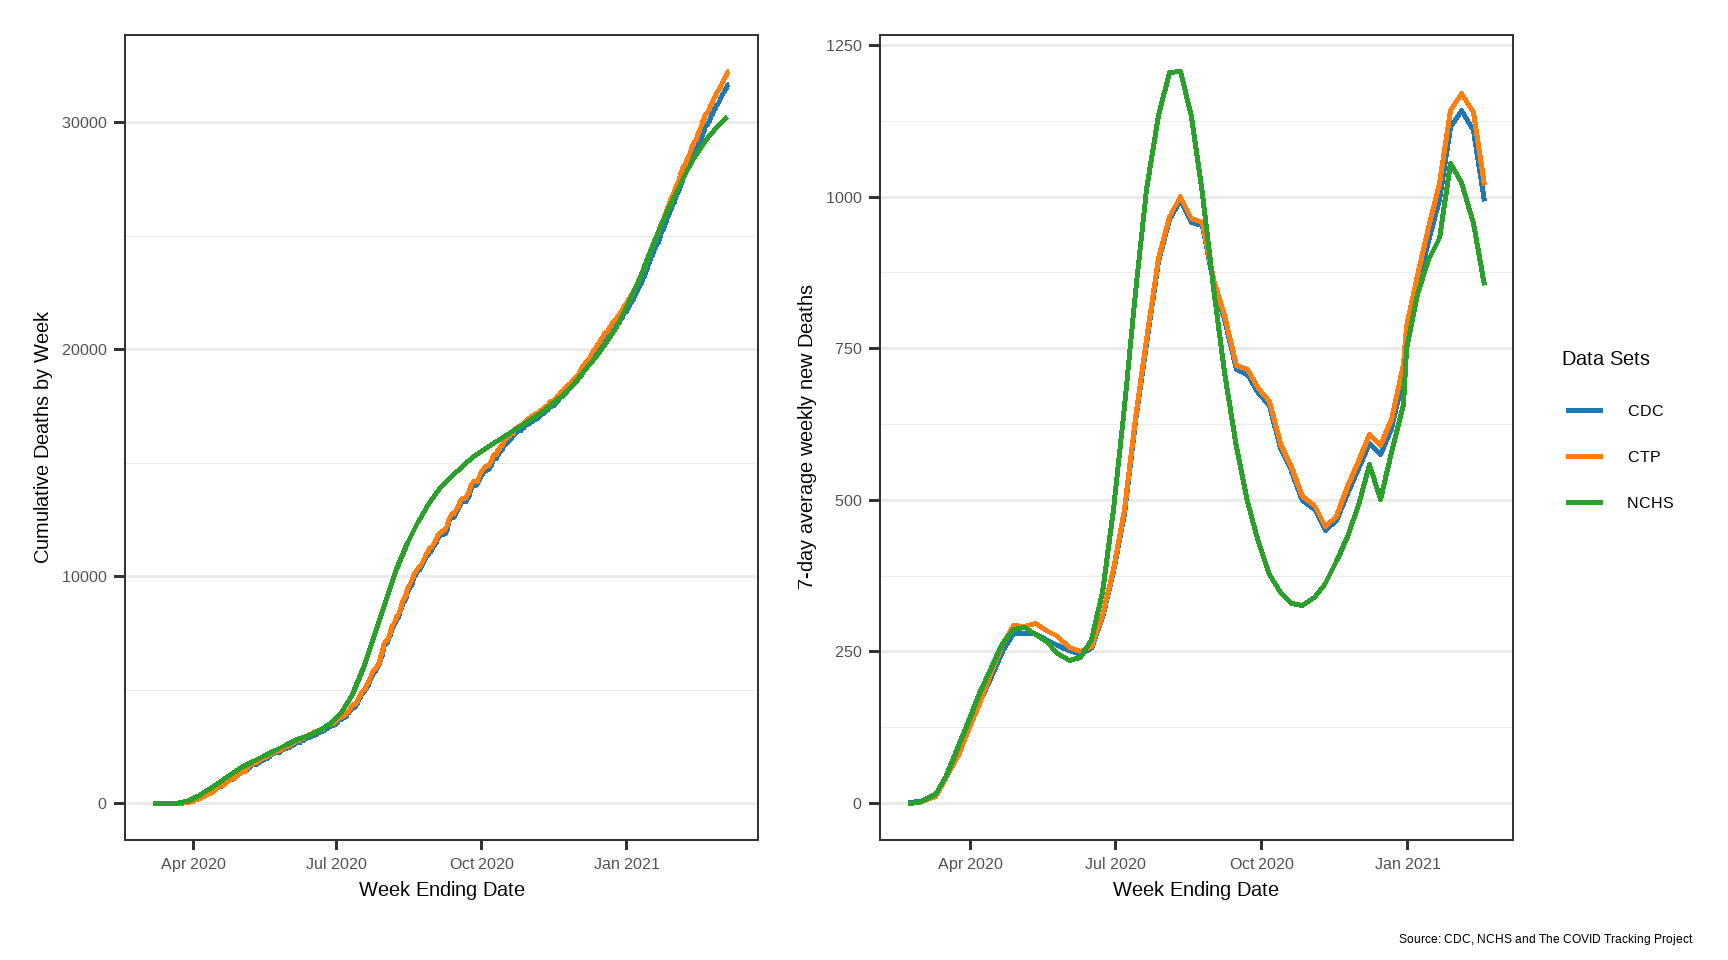 Cumulative Deaths by Week
30000
20000
10000
0
Apr 2020
Jul 2020
Oct 2020
Jan 2021
Week Ending Date
7-day average weekly new Deaths
1250
1000
750
500
250
0
Apr 2020
Jul 2020
Oct 2020
Jan 2021
Week Ending Date
Data Sets
CDC
CTP
NCHS
Source: CDC, NCHS and The COVID Tracking Project